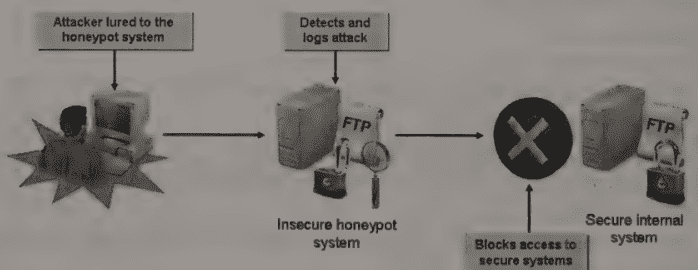 Attacker lured to the
honeypot system
Detects and
logs attack
FTP
FTP
Insecure honeypot
system
Secure internal
system
Blocks access to
secure systems